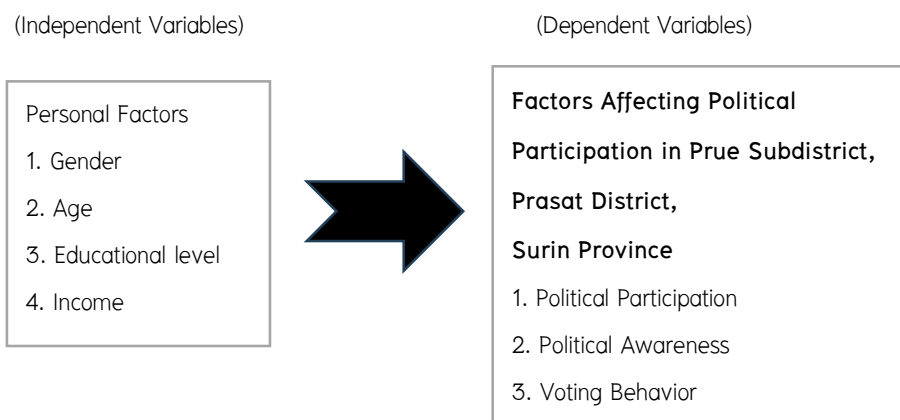 (Independent Variables)
(Dependent Variables)
Personal Factors
1. Gender
2. Age
3. Educational level
4. Income
Factors Affecting Political
Participation in Prue Subdistrict,
Prasat District,
Surin Province
1. Political Participation
2. Political Awareness
3. Voting Behavior